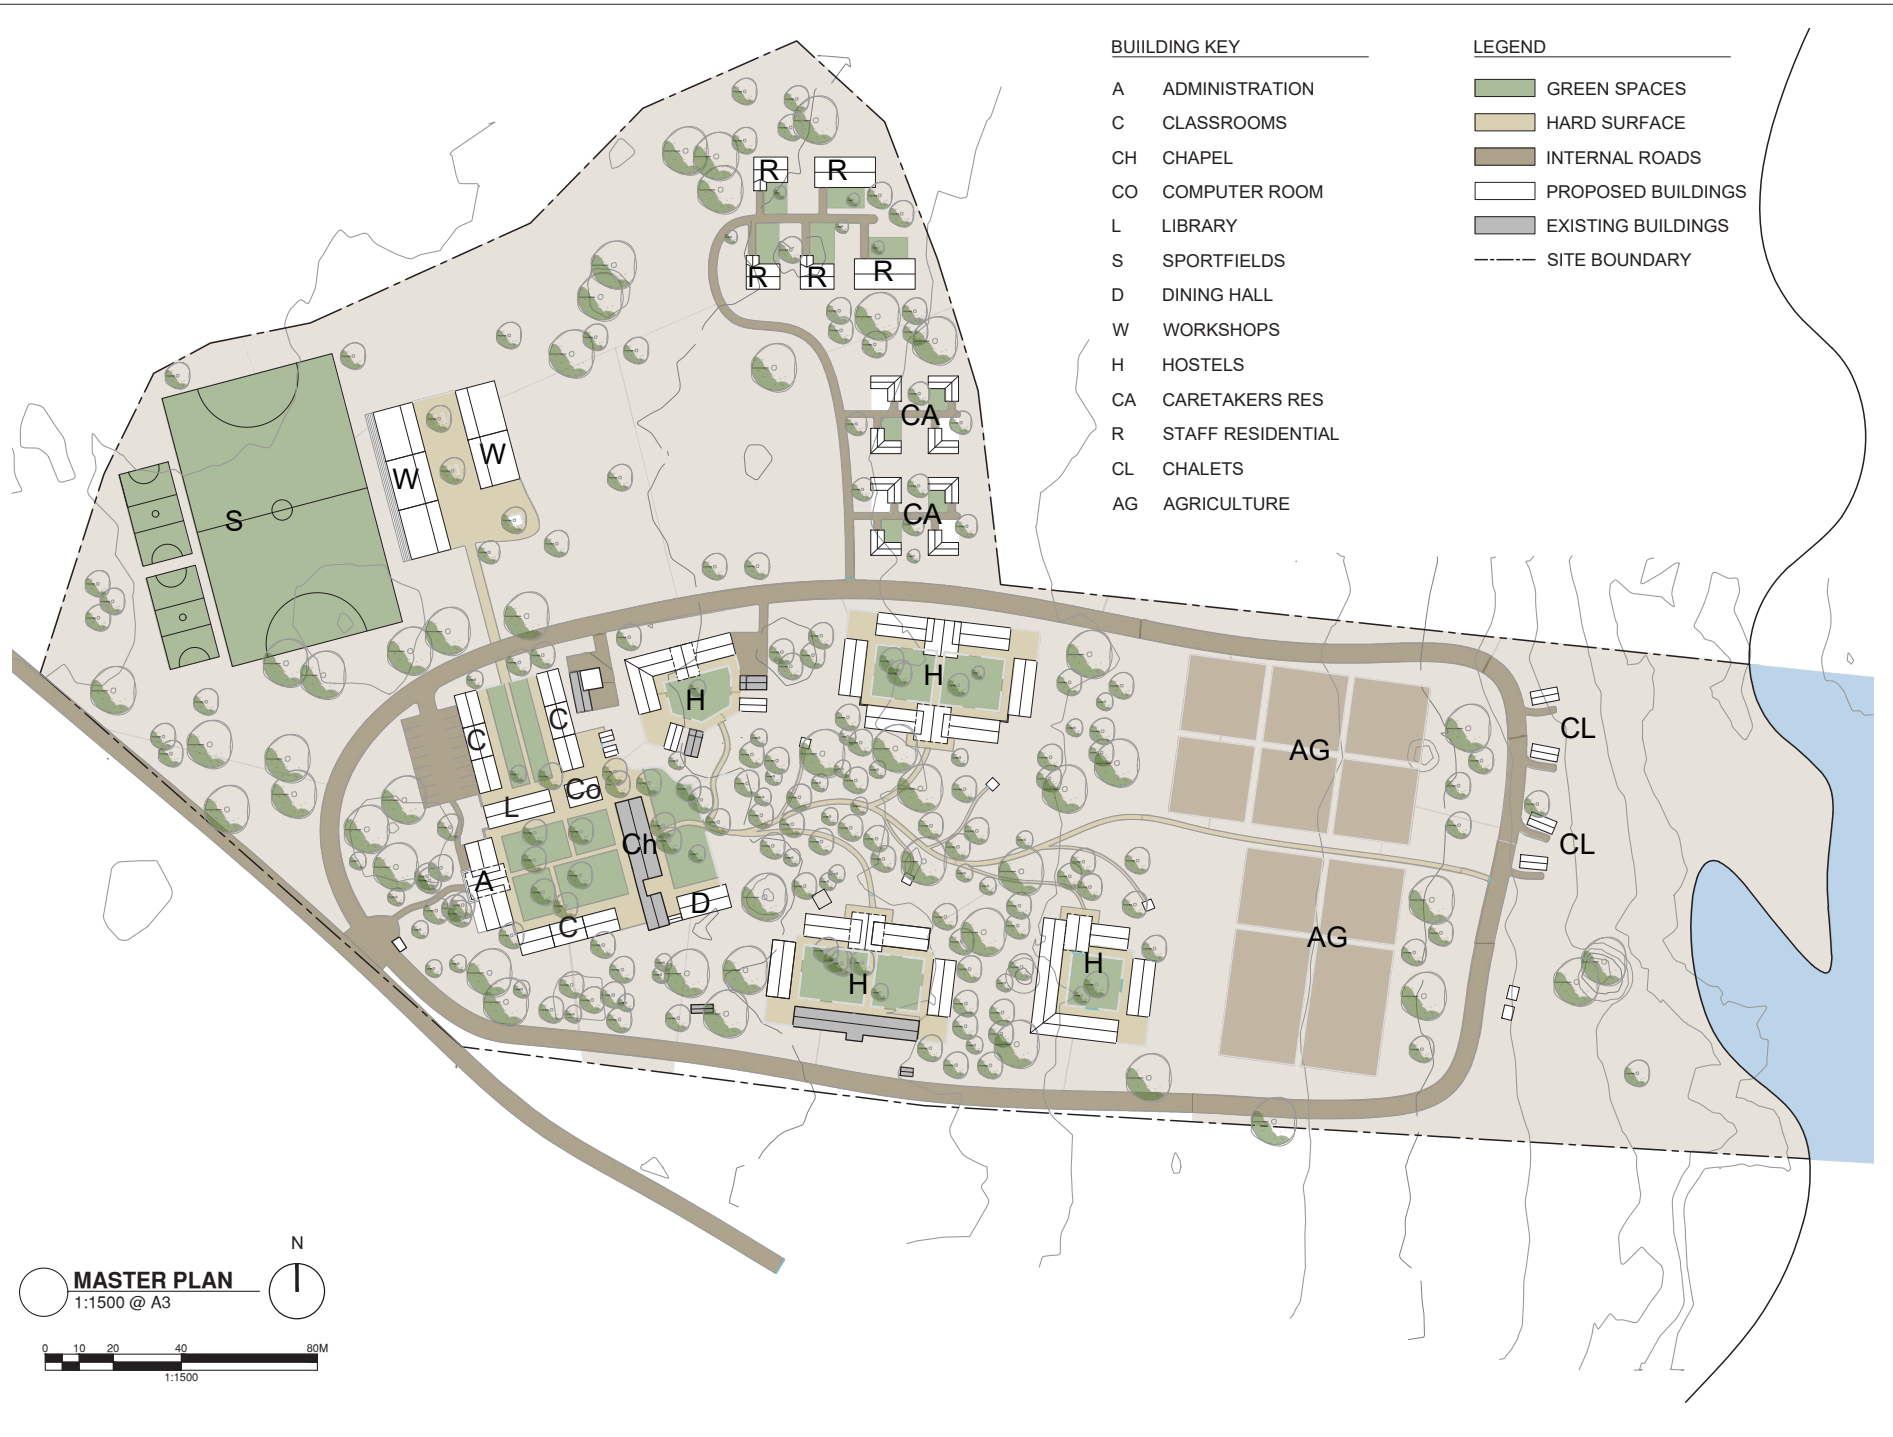 BUIILDING KEY
A ADMINISTRATION
C CLASSROOMS
CH CHAPEL
CO COMPUTER ROOM
L LIBRARY
S SPORTFIELDS
D DINING HALL
W WORKSHOPS
H HOSTELS
CA CARETAKERS RES
R STAFF RESIDENTIAL
CL CHALETS
AG AGRICULTURE
LEGEND
GREEN SPACES
HARD SURFACE
INTERNAL ROADS
PROPOSED BUILDINGS
EXISTING BUILDINGS
SITE BOUNDARY
R R
R R R
CA
W W
S
CA
H
H
C C
CL
AG
Co
L
Ch
CL
A
D
C
AG
H
H
N
MASTER PLAN
1:1500 @ A3
0 10 20 40 80M
1:1500